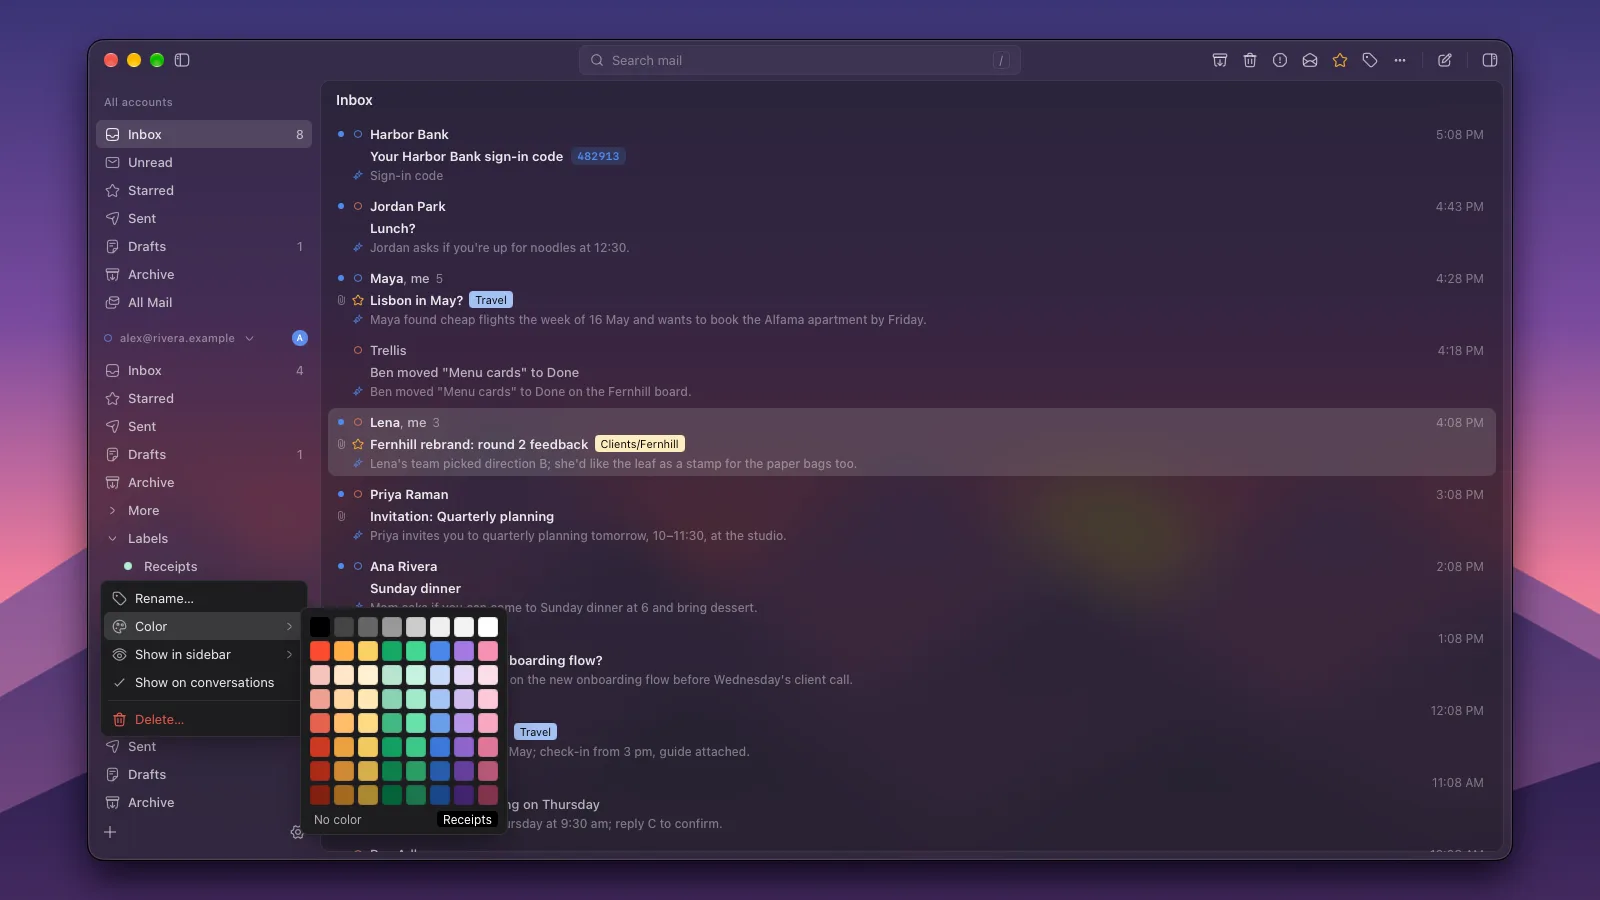 Search mail
/
All accounts
Inbox 8
Unread
Starred
Sent
Drafts 1
Archive
All Mail
alex@rivera.example A
Inbox 4
Starred
Sent
Drafts 1
Archive
More
Labels
Receipts
Rename...
Color
Show in sidebar
Show on conversations
Delete...
Sent
Drafts
Archive
No color Receipts
Inbox
Harbor Bank 5:08 PM
Your Harbor Bank sign-in code 482913
Sign-in code
Jordan Park 4:43 PM
Lunch?
Jordan asks if you're up for noodles at 12:30.
Maya, me 5 4:28 PM
Lisbon in May? Travel
Maya found cheap flights the week of 16 May and wants to book the Alfama apartment by Friday.
Trellis 4:18 PM
Ben moved "Menu cards" to Done
Ben moved "Menu cards" to Done on the Fernhill board.
Lena, me 3 4:08 PM
Fernhill rebrand: round 2 feedback Clients/Fernhill
Lena's team picked direction B; she'd like the leaf as a stamp for the paper bags too.
Priya Raman 3:08 PM
Invitation: Quarterly planning
Priya invites you to quarterly planning tomorrow, 10–11:30, at the studio.
Ana Rivera 2:08 PM
Sunday dinner
Mom asks if you can come to Sunday dinner at 6 and bring dessert.
1:08 PM
boarding flow?
on the new onboarding flow before Wednesday's client call.
12:08 PM
Travel
May; check-in from 3 pm, guide attached.
11:08 AM
ng on Thursday
ursday at 9:30 am; reply C to confirm.